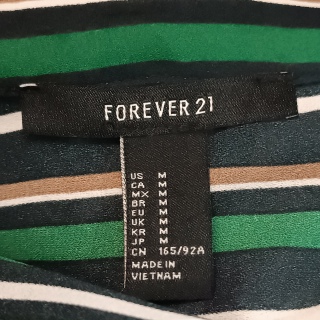 FOREVER 21
US M
CA M
MX M
BR M
EU M
UK M
KR M
JP M
CN 165/92A
MADE IN
VIETNAM